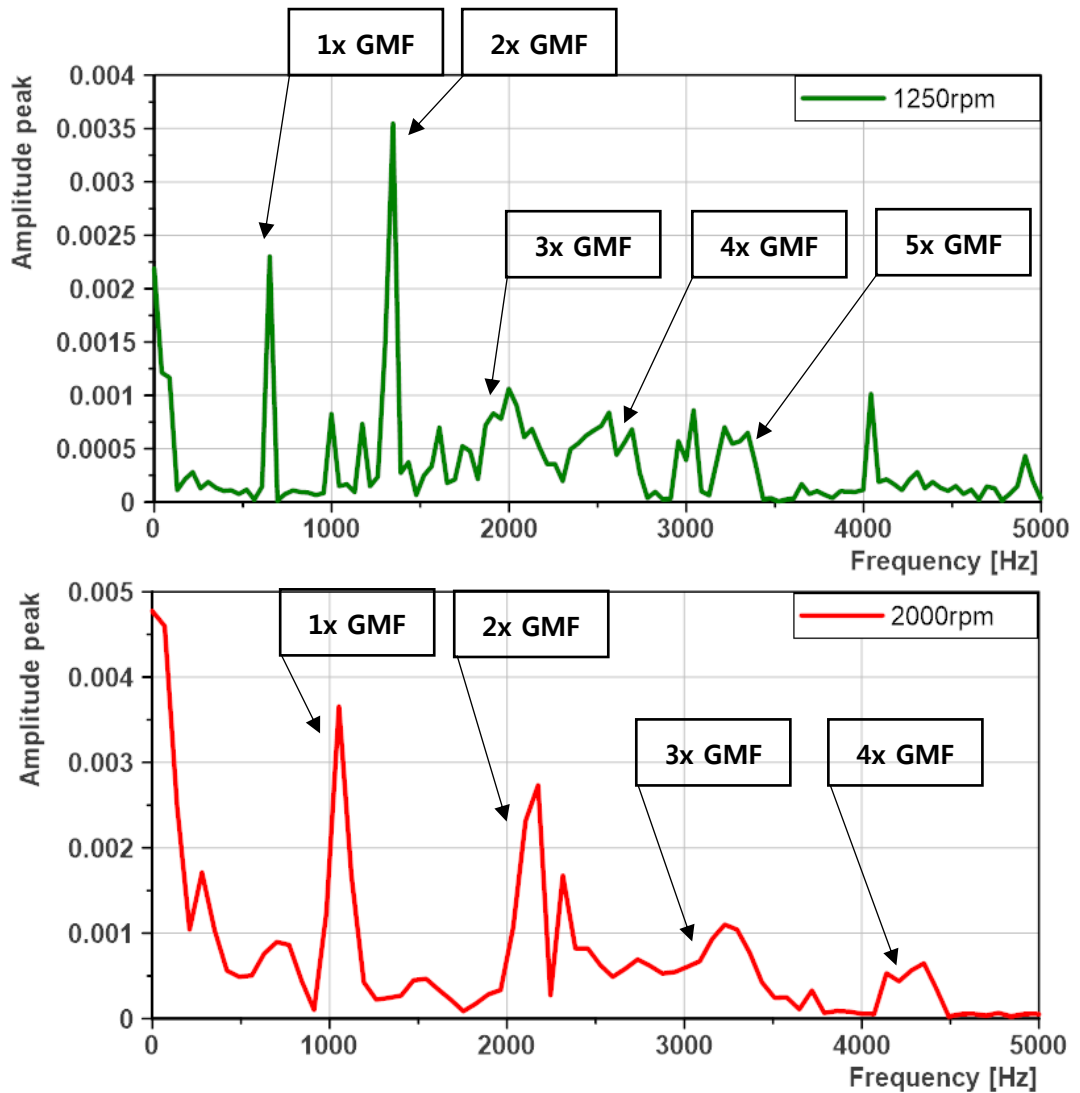 1x GMF
2x GMF
0.004
0.0035
0.003
0.0025
0.002
0.0015
0.001
0.0005
0
Amplitude peak
1250rpm
3x GMF
4x GMF
5x GMF
0
1000
2000
3000
4000
5000
Frequency [Hz]
0.005
0.004
0.003
0.002
0.001
0
Amplitude peak
2000rpm
1x GMF
2x GMF
3x GMF
4x GMF
0
1000
2000
3000
4000
5000
Frequency [Hz]